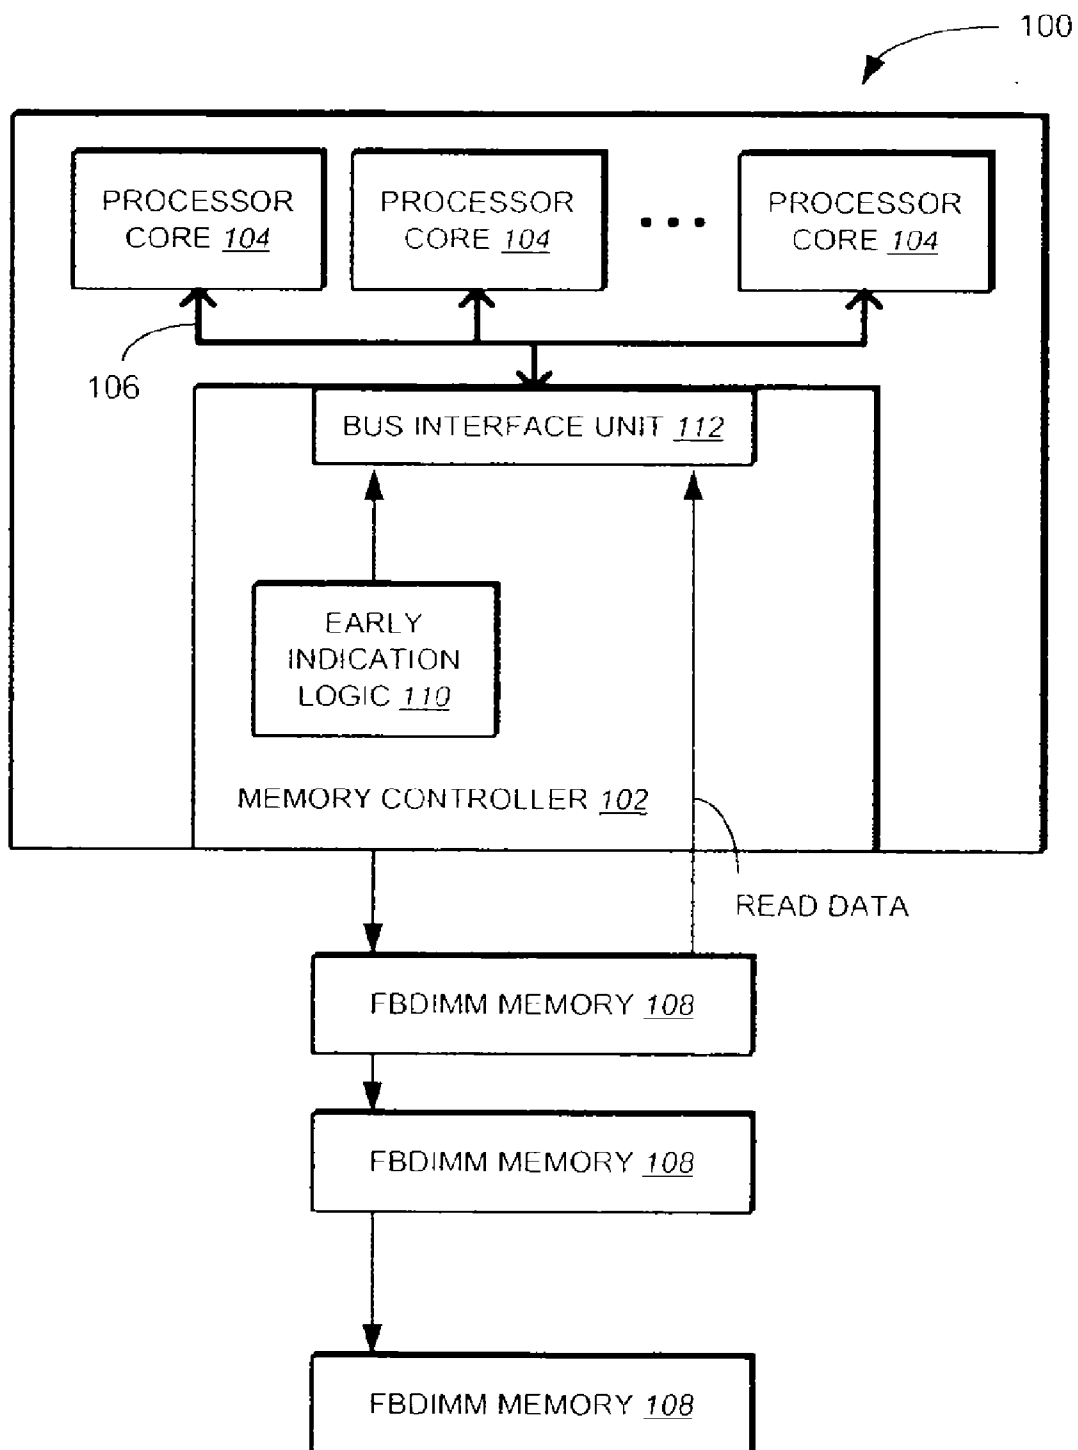 100
PROCESSOR
CORE 104
PROCESSOR
CORE 104
PROCESSOR
CORE 104
106
BUS INTERFACE UNIT 112
EARLY
INDICATION
LOGIC 110
MEMORY CONTROLLER 102
READ DATA
FBDIMM MEMORY 108
FBDIMM MEMORY 108
FBDIMM MEMORY 108